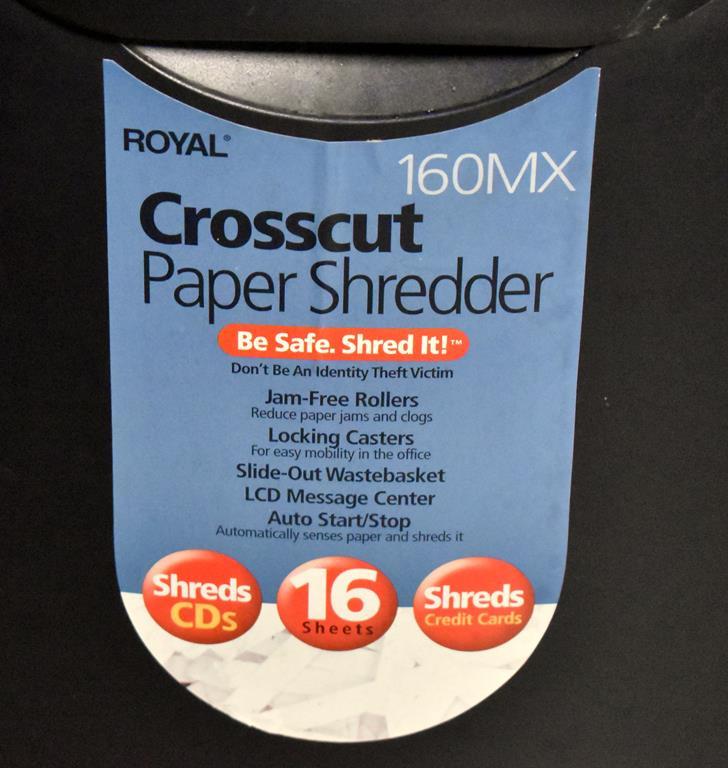 ROYAL®
160MX
Crosscut
Paper Shredder
Be Safe. Shred It!™
Don't Be An Identity Theft Victim
Jam-Free Rollers
Reduce paper jams and clogs
Locking Casters
For easy mobility in the office
Slide-Out Wastebasket
LCD Message Center
Auto Start/Stop
Automatically senses paper and shreds it
Shreds
CDs
16
Sheets
Shreds
Credit Cards